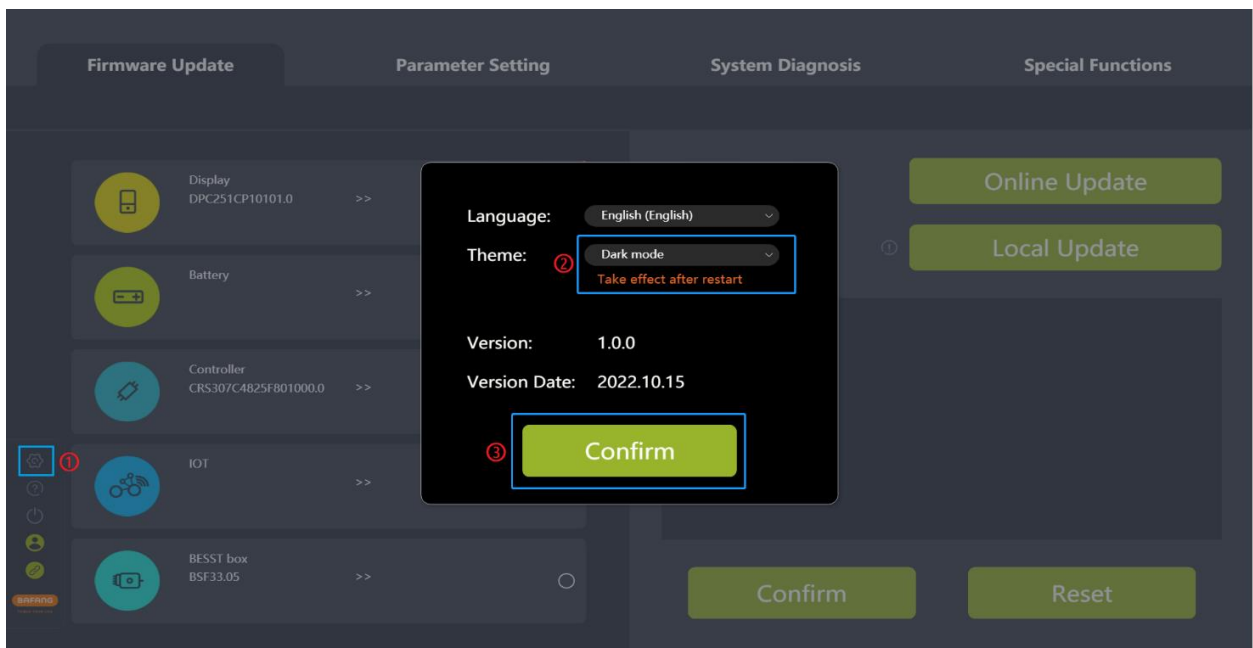 Firmware Update
Parameter Setting
System Diagnosis
Special Functions
Display
DPC251CP10101.0
>>
Battery
>>
Controller
CRS307C4825F801000.0
>>
IOT
>>
BESST box
BSF33.05
>>
Language:
English (English)
Theme:
Dark mode
Take effect after restart
Version:
1.0.0
Version Date:
2022.10.15
Confirm
①
②
③
Online Update
Local Update
Confirm
Reset
BAFANG